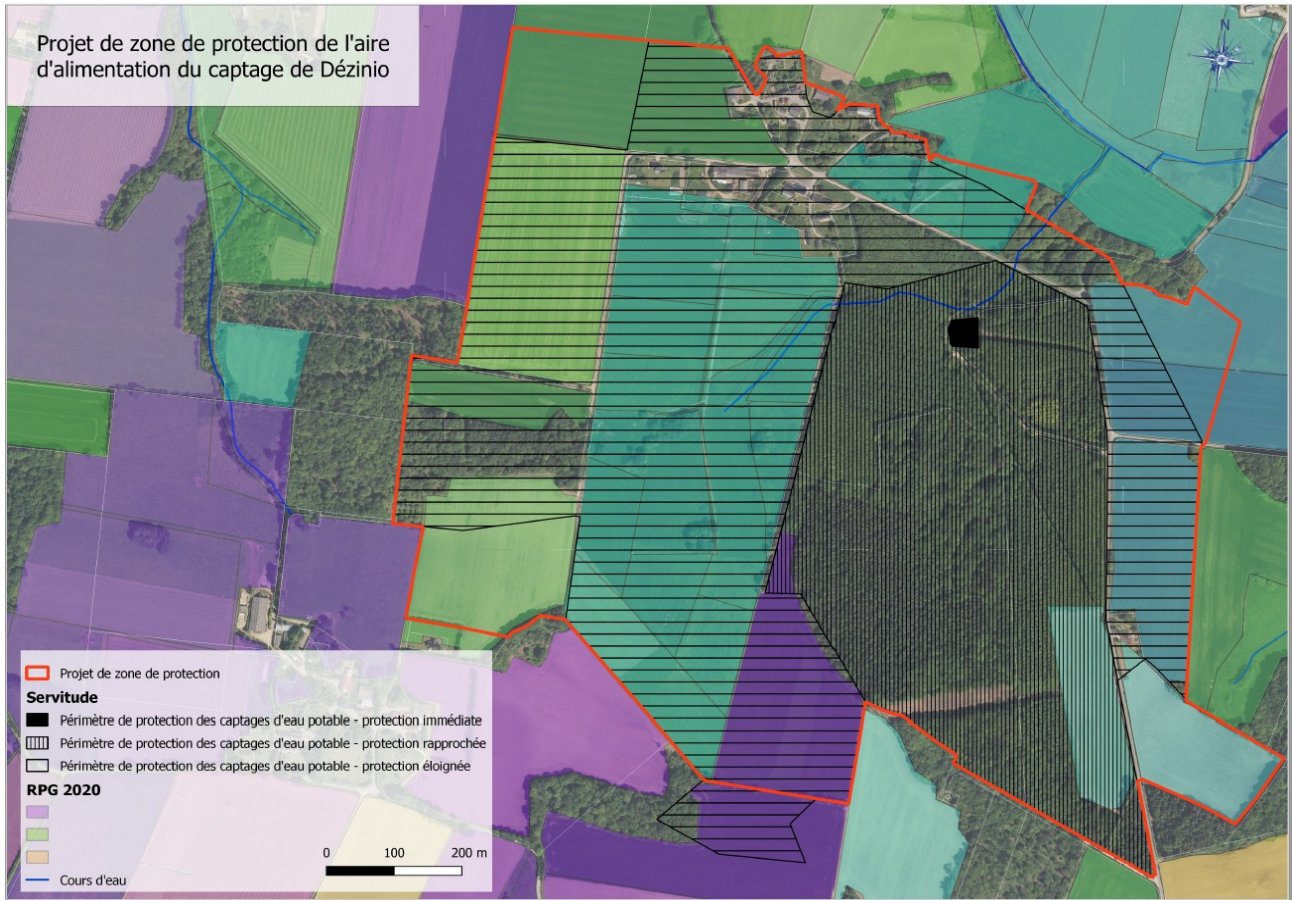 Projet de zone de protection de l'aire
d'alimentation du captage de Dézinio
N
Projet de zone de protection
Servitude
Périmètre de protection des captages d'eau potable - protection immédiate
Périmètre de protection des captages d'eau potable - protection rapprochée
Périmètre de protection des captages d'eau potable - protection éloignée
RPG 2020
Cours d'eau
0 100 200 m